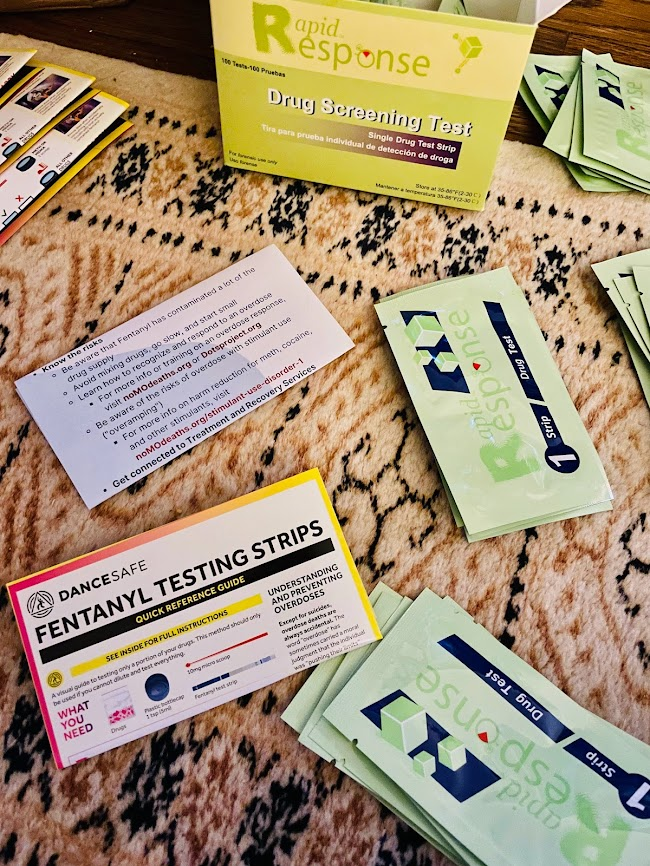 Rapid
Response
100 Tests-100 Pruebas
Drug Screening Test
Single Drug Test Strip
Tira para prueba individual de detección de droga
For forensic use only
Uso forense
Store at 35-86°F(2-30°C)
Mantener a temperatura 35-86°F(2-30°C)
• Know the risks
Be aware that Fentanyl has contaminated a lot of the
drug supply
Avoid mixing drugs, go slow, and start small
Learn how to recognize and respond to an overdose
For more info or training on an overdose response,
visit noMOdeaths.org or Dotsproject.org
Be aware of the risks of overdose with stimulant use
("overamping")
For more info on harm reduction for meth, cocaine,
and other stimulants, visit
noMOdeaths.org/stimulant-use-disorder-1
• Get connected to Treatment and Recovery Services
Rapid
Response
1 Strip Drug Test
DANCESAFE
FENTANYL TESTING STRIPS
QUICK REFERENCE GUIDE
SEE INSIDE FOR FULL INSTRUCTIONS
A visual guide to testing only a portion of your drugs. This method should only
be used if you cannot dilute and test everything.
WHAT
YOU
NEED
Drugs
Plastic bottlecap
1 tsp (5ml)
10mg micro scoop
Fentanyl test strip
UNDERSTANDING
AND PREVENTING
OVERDOSES
Except for suicides,
overdose deaths are
always accidental. The
word "overdose" has
sometimes carried a moral
judgment that the individual
was "pushing their limits"
Rapid
Response
1 Strip Drug Test
Response